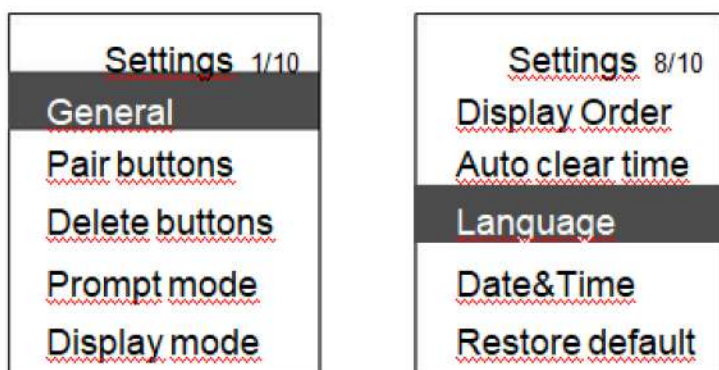 Settings 1/10
General
Pair buttons
Delete buttons
Prompt mode
Display mode
Settings 8/10
Display Order
Auto clear time
Language
Date&Time
Restore default